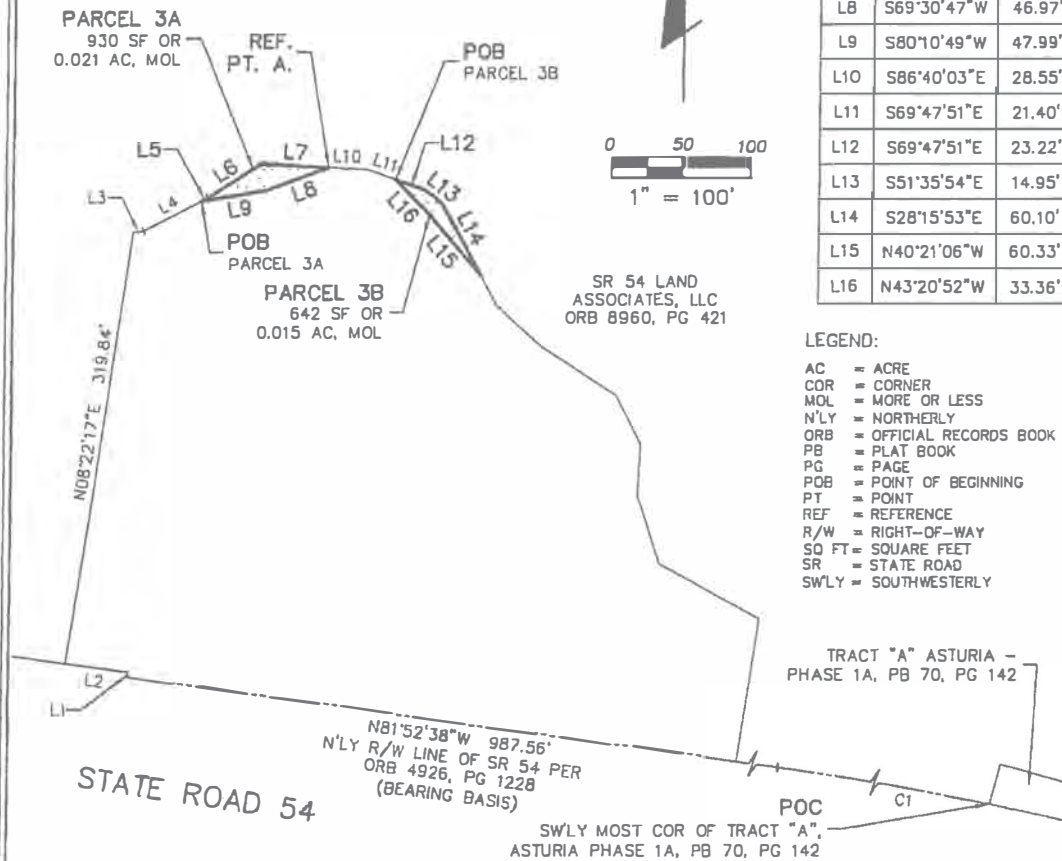 PARCEL 3A
930 SF OR
0.021 AC, MOL
REF.
PT. A.
POB
PARCEL 3B
L5
L6
L7
L10
L11
L12
L3
L4
L9
L8
L16
L13
L14
L15
POB
PARCEL 3A
PARCEL 3B
642 SF OR
0.015 AC, MOL
0 50 100
1" = 100'
SR 54 LAND
ASSOCIATES, LLC
ORB 8960, PG 421
N08°22'17"E 319.84'
L8 S69°30'47"W 46.97'
L9 S80°10'49"W 47.99'
L10 S86°40'03"E 28.55'
L11 S69°47'51"E 21.40'
L12 S69°47'51"E 23.22'
L13 S51°35'54"E 14.95'
L14 S28°15'53"E 60.10'
L15 N40°21'06"W 60.33'
L16 N43°20'52"W 33.36'
LEGEND:
AC = ACRE
COR = CORNER
MOL = MORE OR LESS
N'LY = NORTHERLY
ORB = OFFICIAL RECORDS BOOK
PB = PLAT BOOK
PG = PAGE
POB = POINT OF BEGINNING
PT = POINT
REF = REFERENCE
R/W = RIGHT-OF-WAY
SQ FT = SQUARE FEET
SR = STATE ROAD
SW'LY = SOUTHWESTERLY
TRACT "A" ASTURIA -
PHASE 1A, PB 70, PG 142
L2
L1
N81°52'38"W 987.56'
N'LY R/W LINE OF SR 54 PER
ORB 4926, PG 1228
(BEARING BASIS)
STATE ROAD 54
C1
POC
SW'LY MOST COR OF TRACT "A",
ASTURIA PHASE 1A, PB 70, PG 142